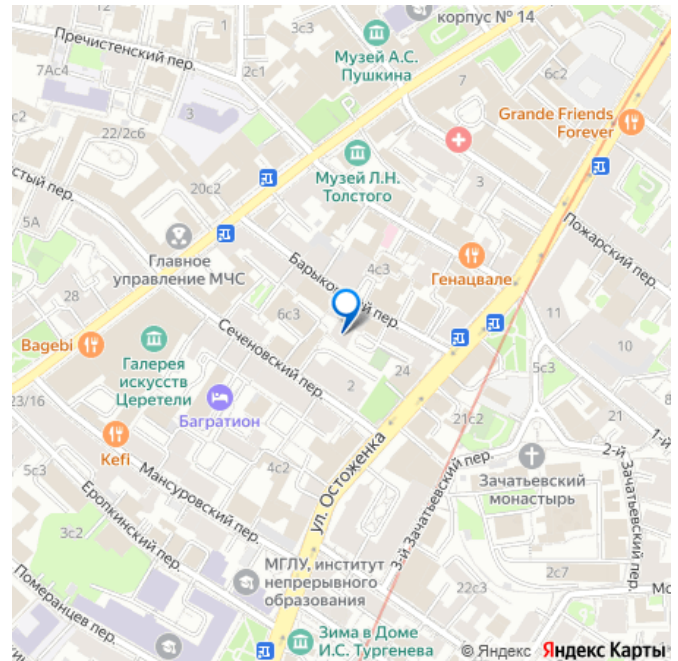 корпус № 14
3с3
Пречистенский пер.
2с1
Музей А.С.
Пушкина
7Ас4
7
6с2
3
Grande Friends
Forever
22/2с6
Музей Л.Н.
Толстого
3
20с2
стый пер.
5А
Пожарский пер.
Главное
управление МЧС
4с3
Генацвале
Барыковский пер.
28
6с3
11
Bagebi
Сеченовский пер.
5с3
10
Галерея
искусств
Церетели
24
2
8
23/16
Багратион
21с2
21
1-й
Kefi
4с2
ул. Остоженка
2-й Зачатьевский пер.
Зачатьевский
монастырь
5с3
Мансуровский пер.
3-й Зачатьевский пер.
Еропкинский пер.
3с2
МГЛУ, институт
непрерывного
образования
2с7
22с3
Мо
Померанцев пер.
Зима в Доме
И.С. Тургенева
© Яндекс Яндекс Карты